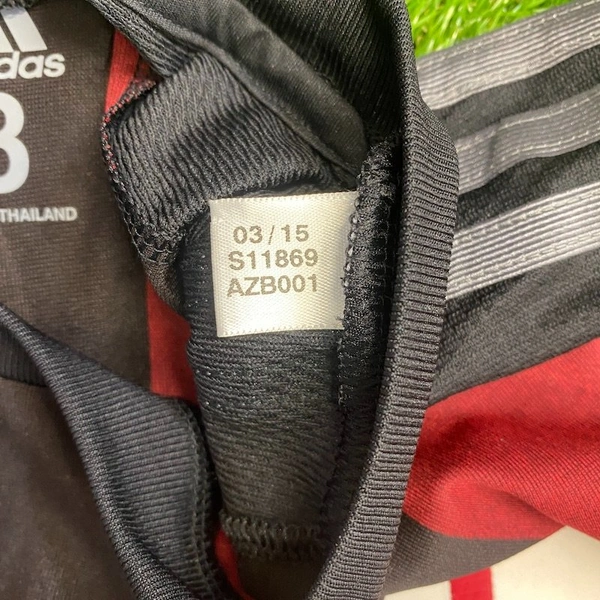 adidas
8
THAILAND
03/15
S11869
AZB001